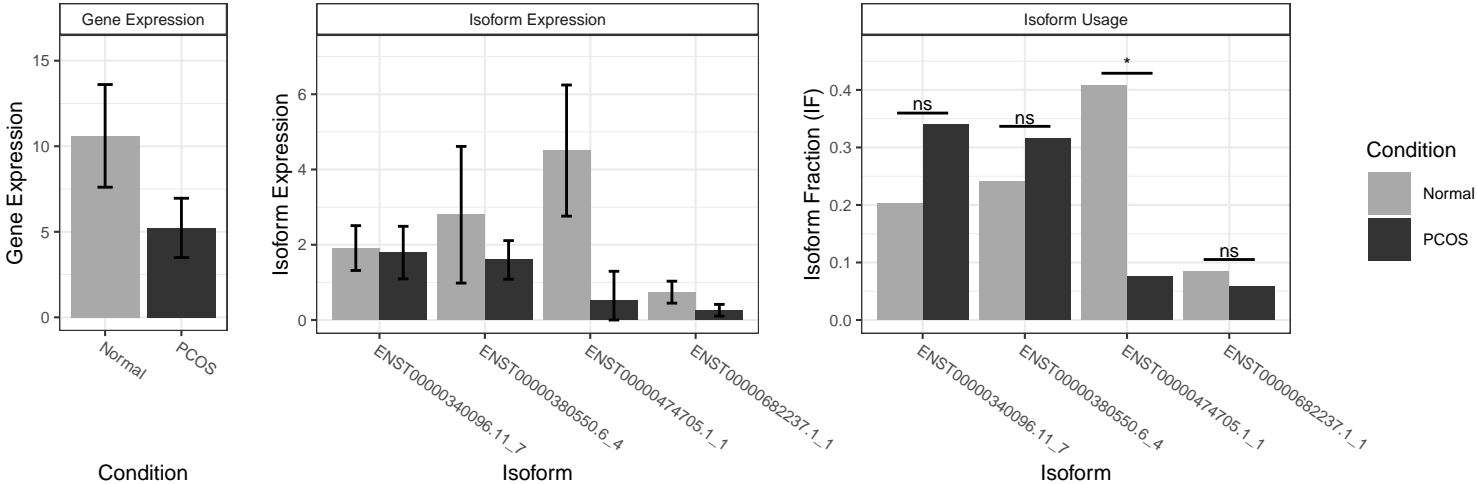 Gene Expression
Gene Expression
15
10
5
0
Normal
PCOS
Condition
Isoform Expression
Isoform Expression
6
4
2
0
ENST00000340096.11_7
ENST00000380550.6_4
ENST00000474705.1_1
ENST00000682237.1_1
Isoform
Isoform Usage
Isoform Fraction (IF)
0.4
0.3
0.2
0.1
0.0
ns
ns
*
ns
ENST00000340096.11_7
ENST00000380550.6_4
ENST00000474705.1_1
ENST00000682237.1_1
Isoform
Condition
Normal
PCOS